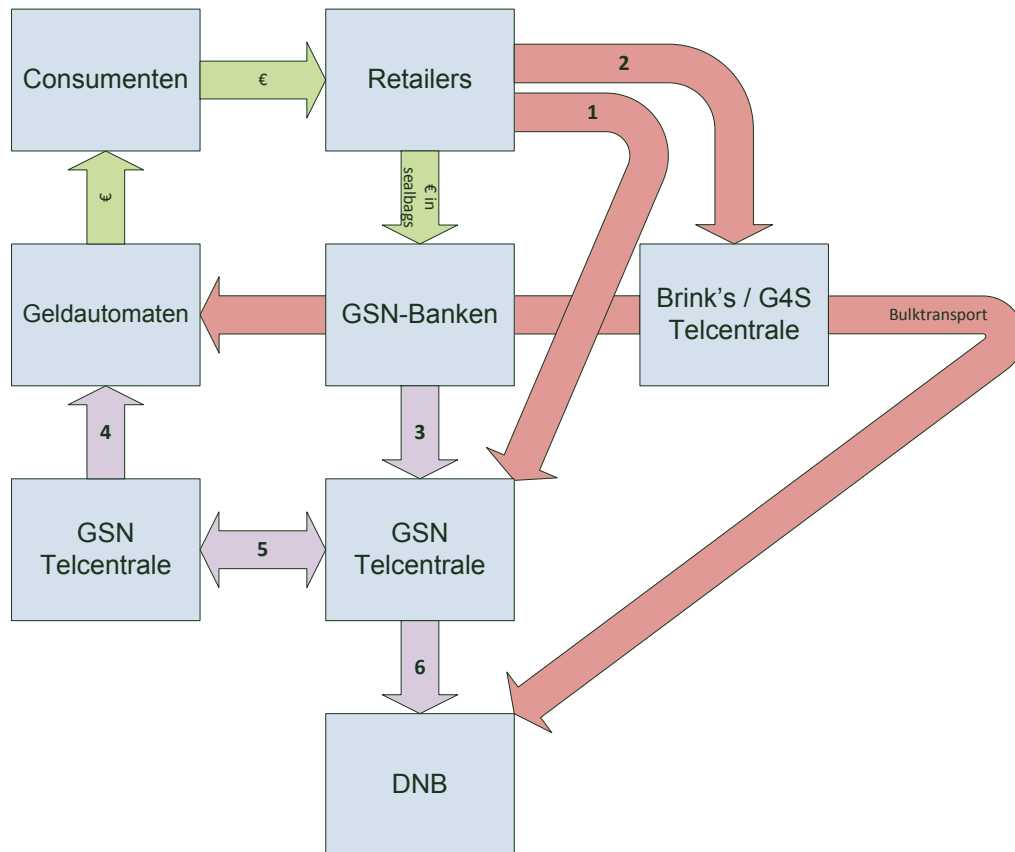 Consumenten
€
Retailers
2
1
€
€ in
sealbags
Geldautomaten
GSN-Banken
Brink's / G4S
Telcentrale
Bulktransport
4
3
GSN
Telcentrale
5
GSN
Telcentrale
6
DNB